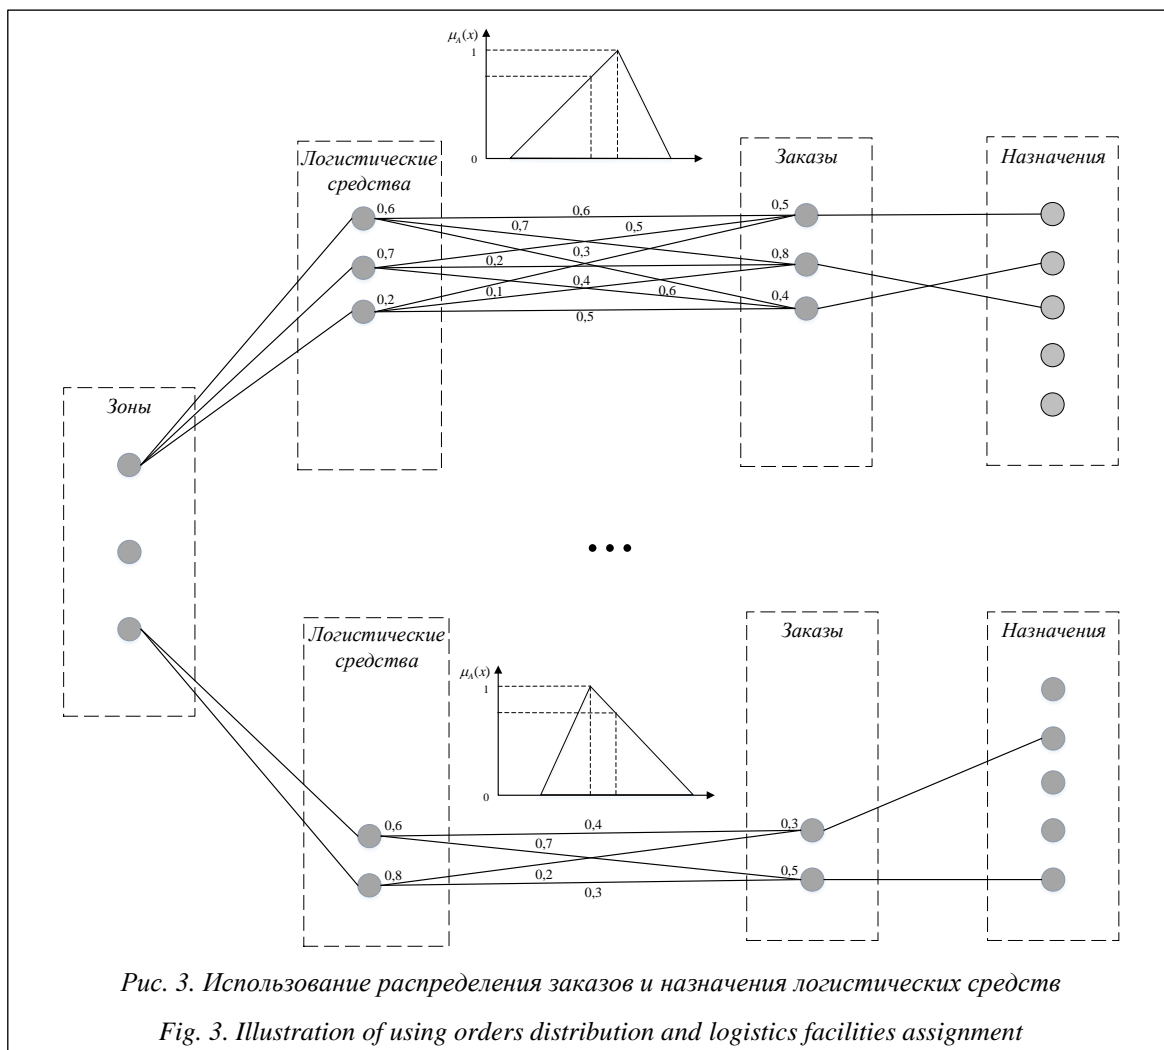 μA(x)
1
0
Логистические
средства
Заказы
Назначения
0,6
0,6
0,5
0,7
0,5
0,7
0,3
0,8
0,2
0,2
0,1
0,4
0,6
0,4
0,5
Зоны
...
Логистические
средства
Заказы
Назначения
μA(x)
1
0
0,6
0,4
0,3
0,7
0,8
0,2
0,5
0,3
Рис. 3. Использование распределения заказов и назначения логистических средств
Fig. 3. Illustration of using orders distribution and logistics facilities assignment